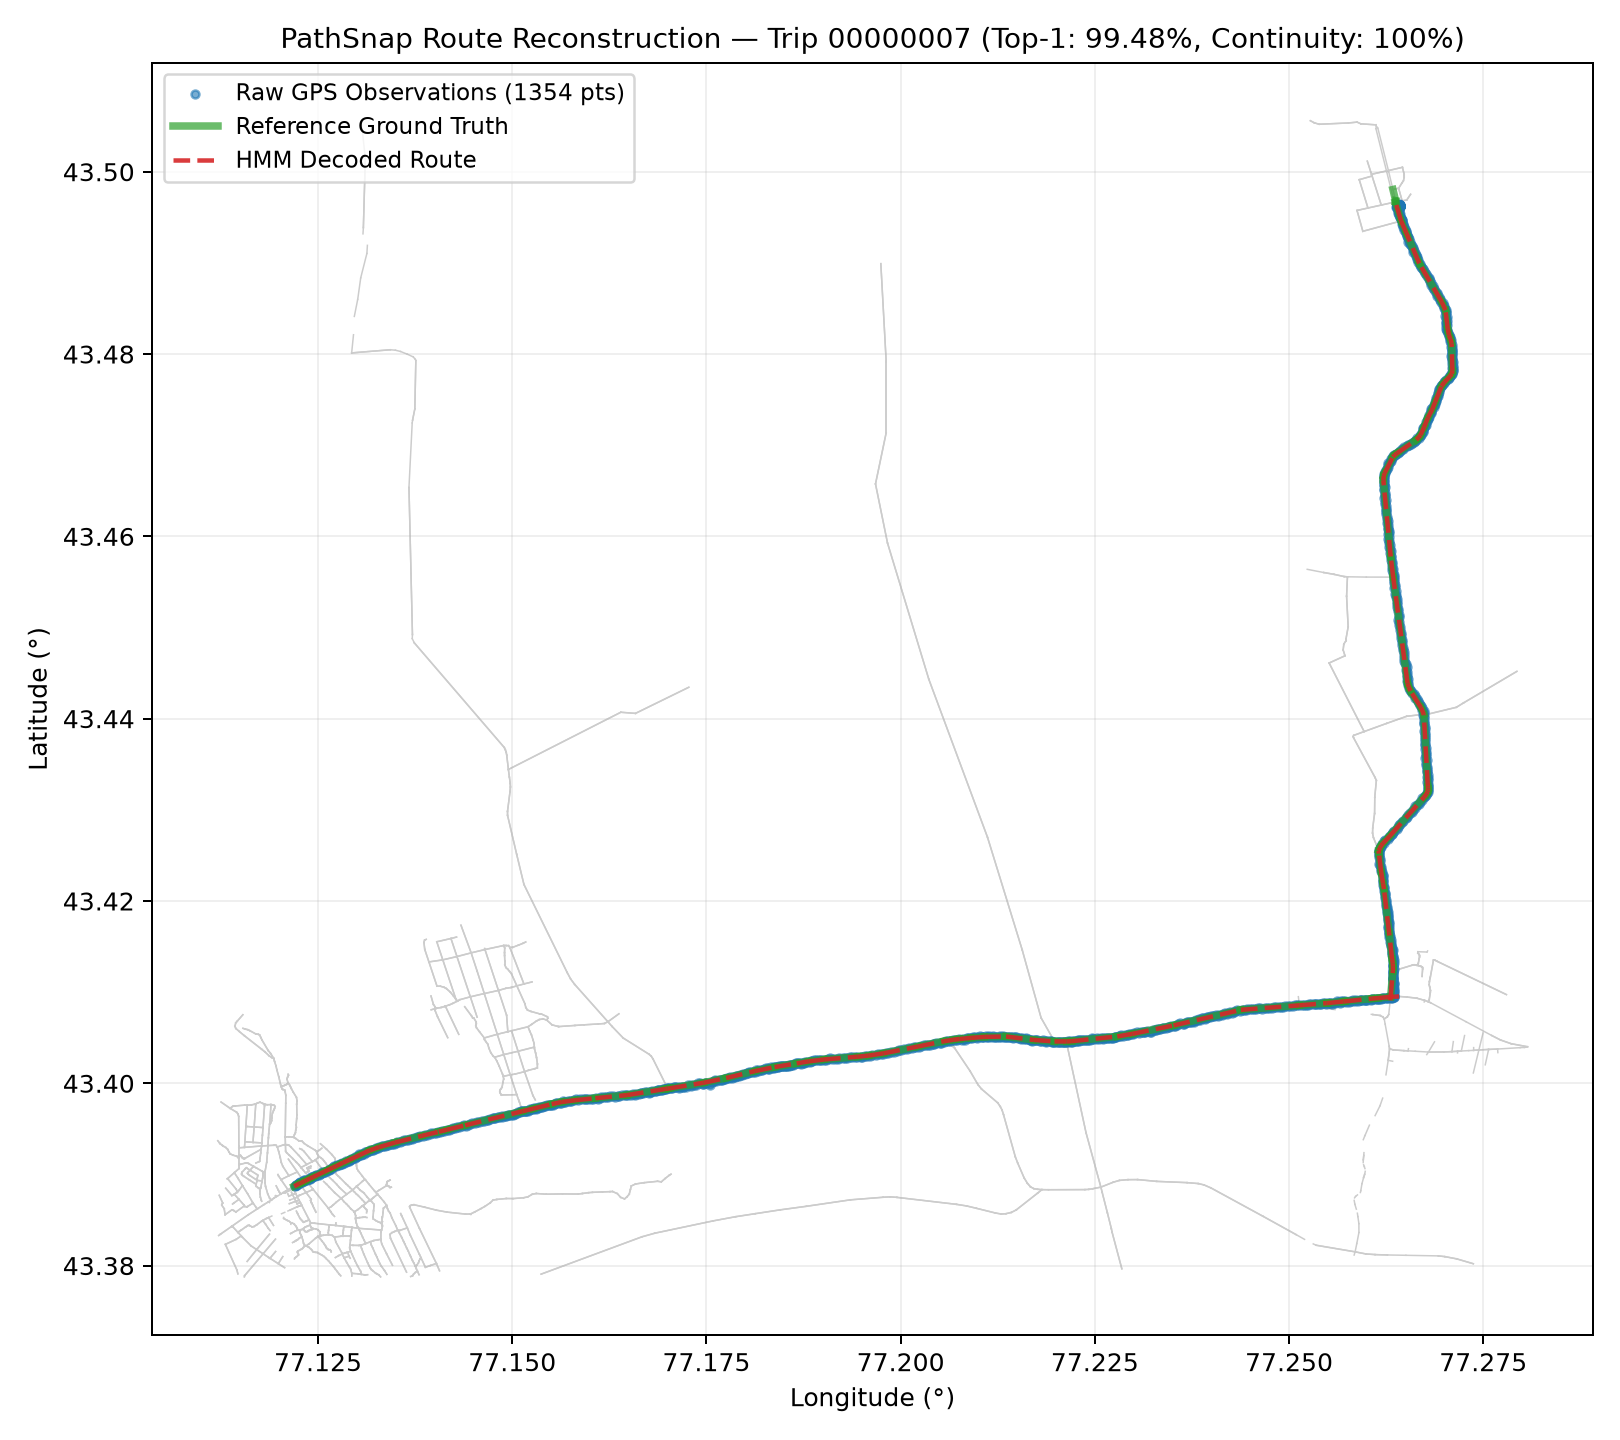 PathSnap Route Reconstruction — Trip 00000007 (Top-1: 99.48%, Continuity: 100%)
Raw GPS Observations (1354 pts)
Reference Ground Truth
HMM Decoded Route
43.50
43.48
43.46
43.44
43.42
43.40
43.38
Latitude (°)
77.125 77.150 77.175 77.200 77.225 77.250 77.275
Longitude (°)